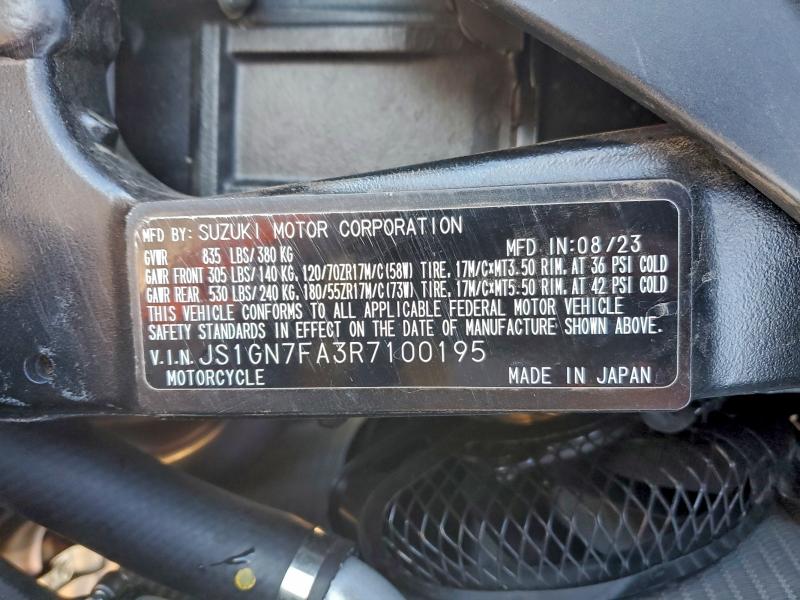 MFD BY: SUZUKI MOTOR CORPORATION
GVWR 835 LBS/380 KG MFD IN:08/23
GAWR FRONT 305 LBS/140 KG, 120/70ZR17M/C(58W) TIRE, 17M/C×MT3.50 RIM, AT 36 PSI COLD
GAWR REAR 530 LBS/240 KG, 180/55ZR17M/C(73W) TIRE, 17M/C×MT5.50 RIM, AT 42 PSI COLD
THIS VEHICLE CONFORMS TO ALL APPLICABLE FEDERAL MOTOR VEHICLE
SAFETY STANDARDS IN EFFECT ON THE DATE OF MANUFACTURE SHOWN ABOVE.
V.I.N. JS1GN7FA3R7100195
MOTORCYCLE MADE IN JAPAN